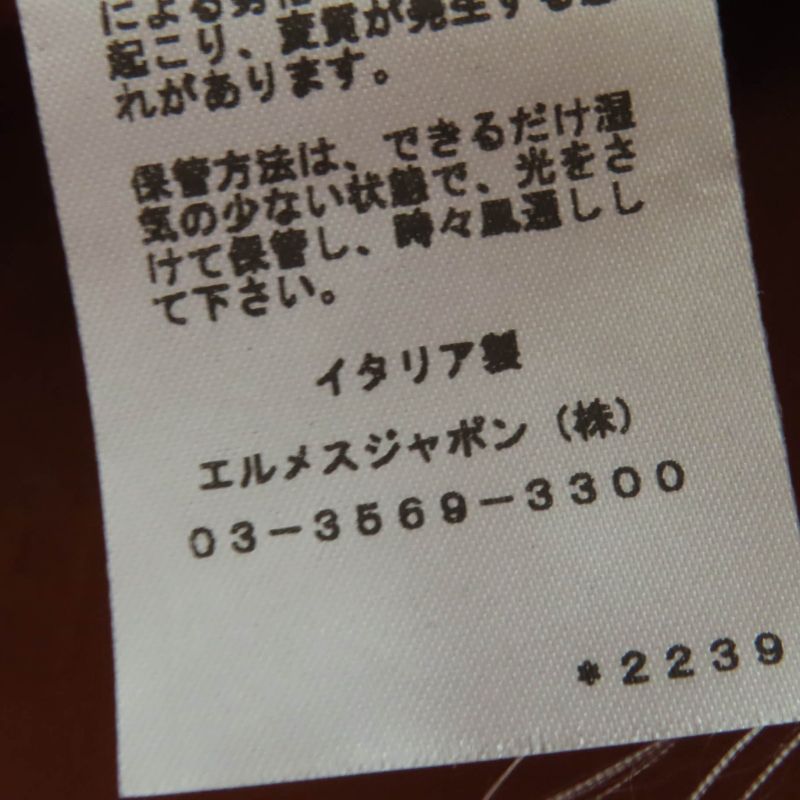 による
起こり、変質が発生する
れがあります。
保管方法は、できるだけ湿
気の少ない状態で、光をさ
けて保管し、時々風通しし
て下さい。
イタリア製
エルメスジャポン（株）
03-3569-3300
*2239